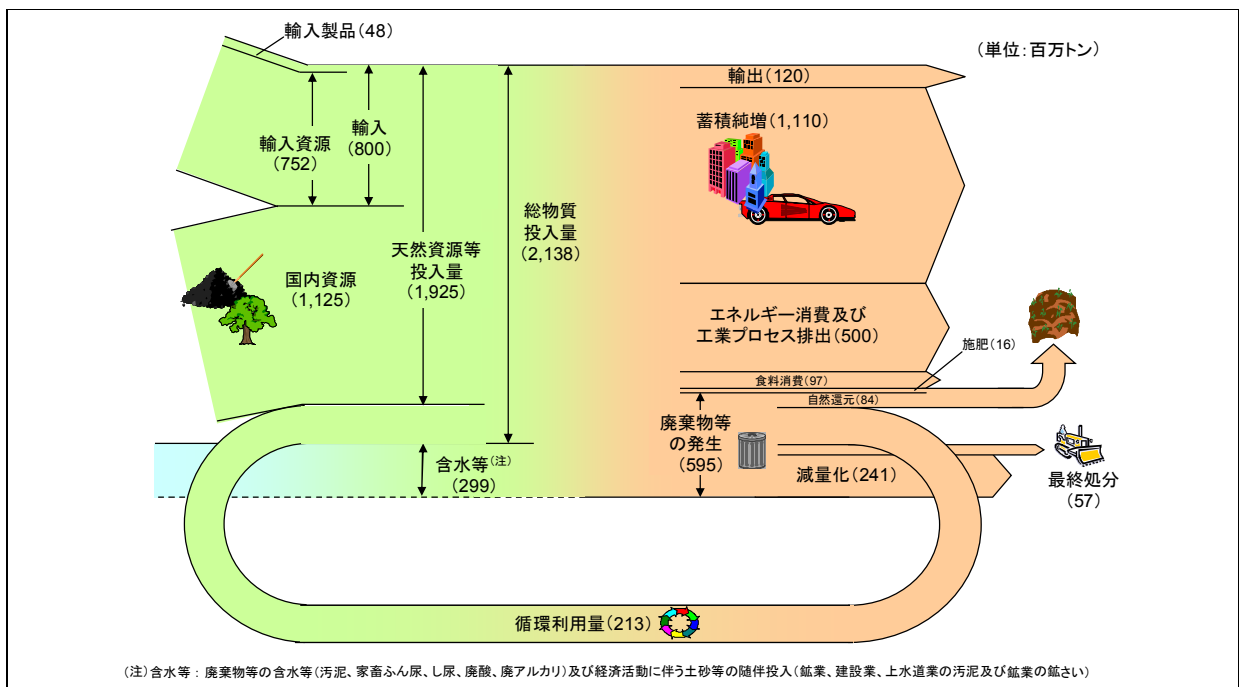 輸入製品(48)
(単位:百万トン)
輸出(120)
蓄積純増(1,110)
輸入資源
(752)
輸入
(800)
総物質
投入量
(2,138)
天然資源等
投入量
(1,925)
国内資源
(1,125)
エネルギー消費及び
工業プロセス排出(500)
施肥(16)
食料消費(97)
自然還元(84)
廃棄物等
の発生
(595)
含水等(注)
(299)
減量化(241)
最終処分
(57)
循環利用量(213)
(注)含水等:廃棄物等の含水等(汚泥、家畜ふん尿、し尿、廃酸、廃アルカリ)及び経済活動に伴う土砂等の随伴投入(鉱業、建設業、上水道業の汚泥及び鉱業の鉱さい)